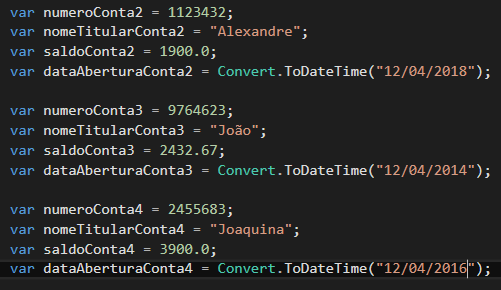 var numeroConta2 = 1123432;
var nomeTitularConta2 = "Alexandre";
var saldoConta2 = 1900.0;
var dataAberturaConta2 = Convert.ToDateTime("12/04/2018");
var numeroConta3 = 9764623;
var nomeTitularConta3 = "João";
var saldoConta3 = 2432.67;
var dataAberturaConta3 = Convert.ToDateTime("12/04/2014");
var numeroConta4 = 2455683;
var nomeTitularConta4 = "Joaquina";
var saldoConta4 = 3900.0;
var dataAberturaConta4 = Convert.ToDateTime("12/04/2016");